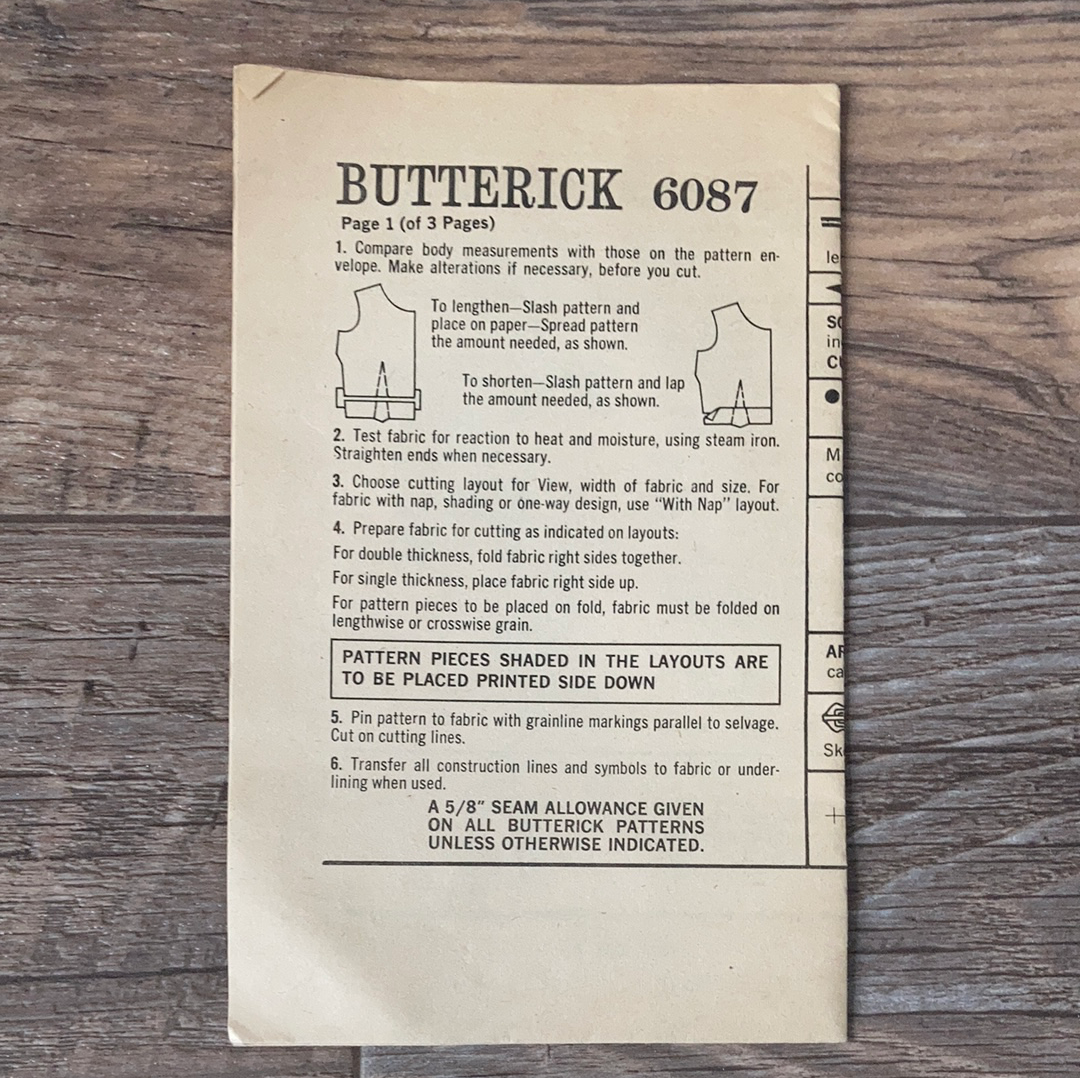 BUTTERICK 6087
Page 1 (of 3 Pages)
1. Compare body measurements with those on the pattern en-
velope. Make alterations if necessary, before you cut.
To lengthen—Slash pattern and
place on paper—Spread pattern
the amount needed, as shown.
To shorten—Slash pattern and lap
the amount needed, as shown.
2. Test fabric for reaction to heat and moisture, using steam iron.
Straighten ends when necessary.
3. Choose cutting layout for View, width of fabric and size. For
fabric with nap, shading or one-way design, use “With Nap” layout.
4. Prepare fabric for cutting as indicated on layouts:
For double thickness, fold fabric right sides together.
For single thickness, place fabric right side up.
For pattern pieces to be placed on fold, fabric must be folded on
lengthwise or crosswise grain.
PATTERN PIECES SHADED IN THE LAYOUTS ARE
TO BE PLACED PRINTED SIDE DOWN
5. Pin pattern to fabric with grainline markings parallel to selvage.
Cut on cutting lines.
6. Transfer all construction lines and symbols to fabric or under-
lining when used.
A 5/8" SEAM ALLOWANCE GIVEN
ON ALL BUTTERICK PATTERNS
UNLESS OTHERWISE INDICATED.
le
in
M
co
ca
Sk